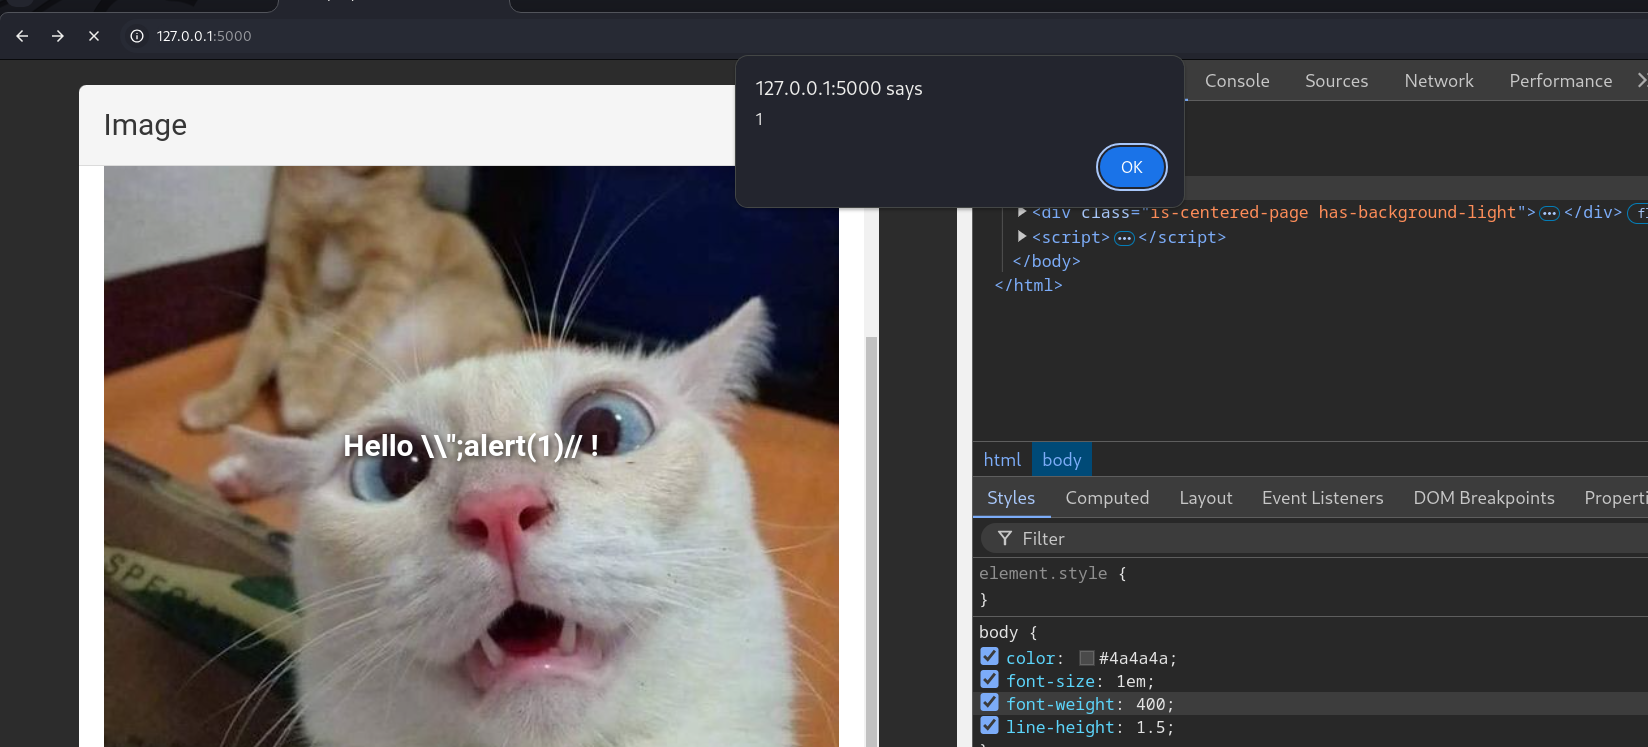 127.0.0.1:5000
127.0.0.1:5000 says
1
OK
Image
Hello \\";alert(1)// !
SPEC
Console Sources Network Performance
<div class="is-centered-page has-background-light"> </div>
<script> </script>
</body>
</html>
html body
Styles Computed Layout Event Listeners DOM Breakpoints
Filter
element.style {
}
body {
color: #4a4a4a;
font-size: 1em;
font-weight: 400;
line-height: 1.5;